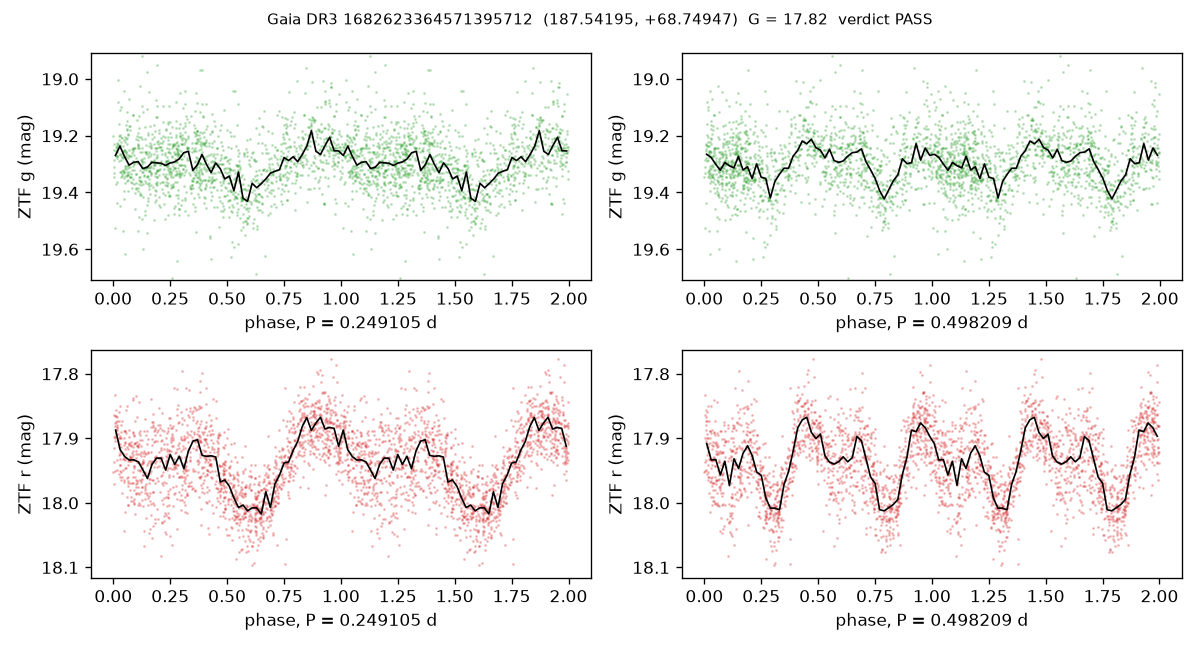 Gaia DR3 1682623364571395712  (187.54195, +68.74947)  G = 17.82  verdict PASS
ZTF g (mag)
19.0
19.2
19.4
19.6
0.00 0.25 0.50 0.75 1.00 1.25 1.50 1.75 2.00
phase, P = 0.249105 d
ZTF g (mag)
19.0
19.2
19.4
19.6
0.00 0.25 0.50 0.75 1.00 1.25 1.50 1.75 2.00
phase, P = 0.498209 d
ZTF r (mag)
17.8
17.9
18.0
18.1
0.00 0.25 0.50 0.75 1.00 1.25 1.50 1.75 2.00
phase, P = 0.249105 d
ZTF r (mag)
17.8
17.9
18.0
18.1
0.00 0.25 0.50 0.75 1.00 1.25 1.50 1.75 2.00
phase, P = 0.498209 d